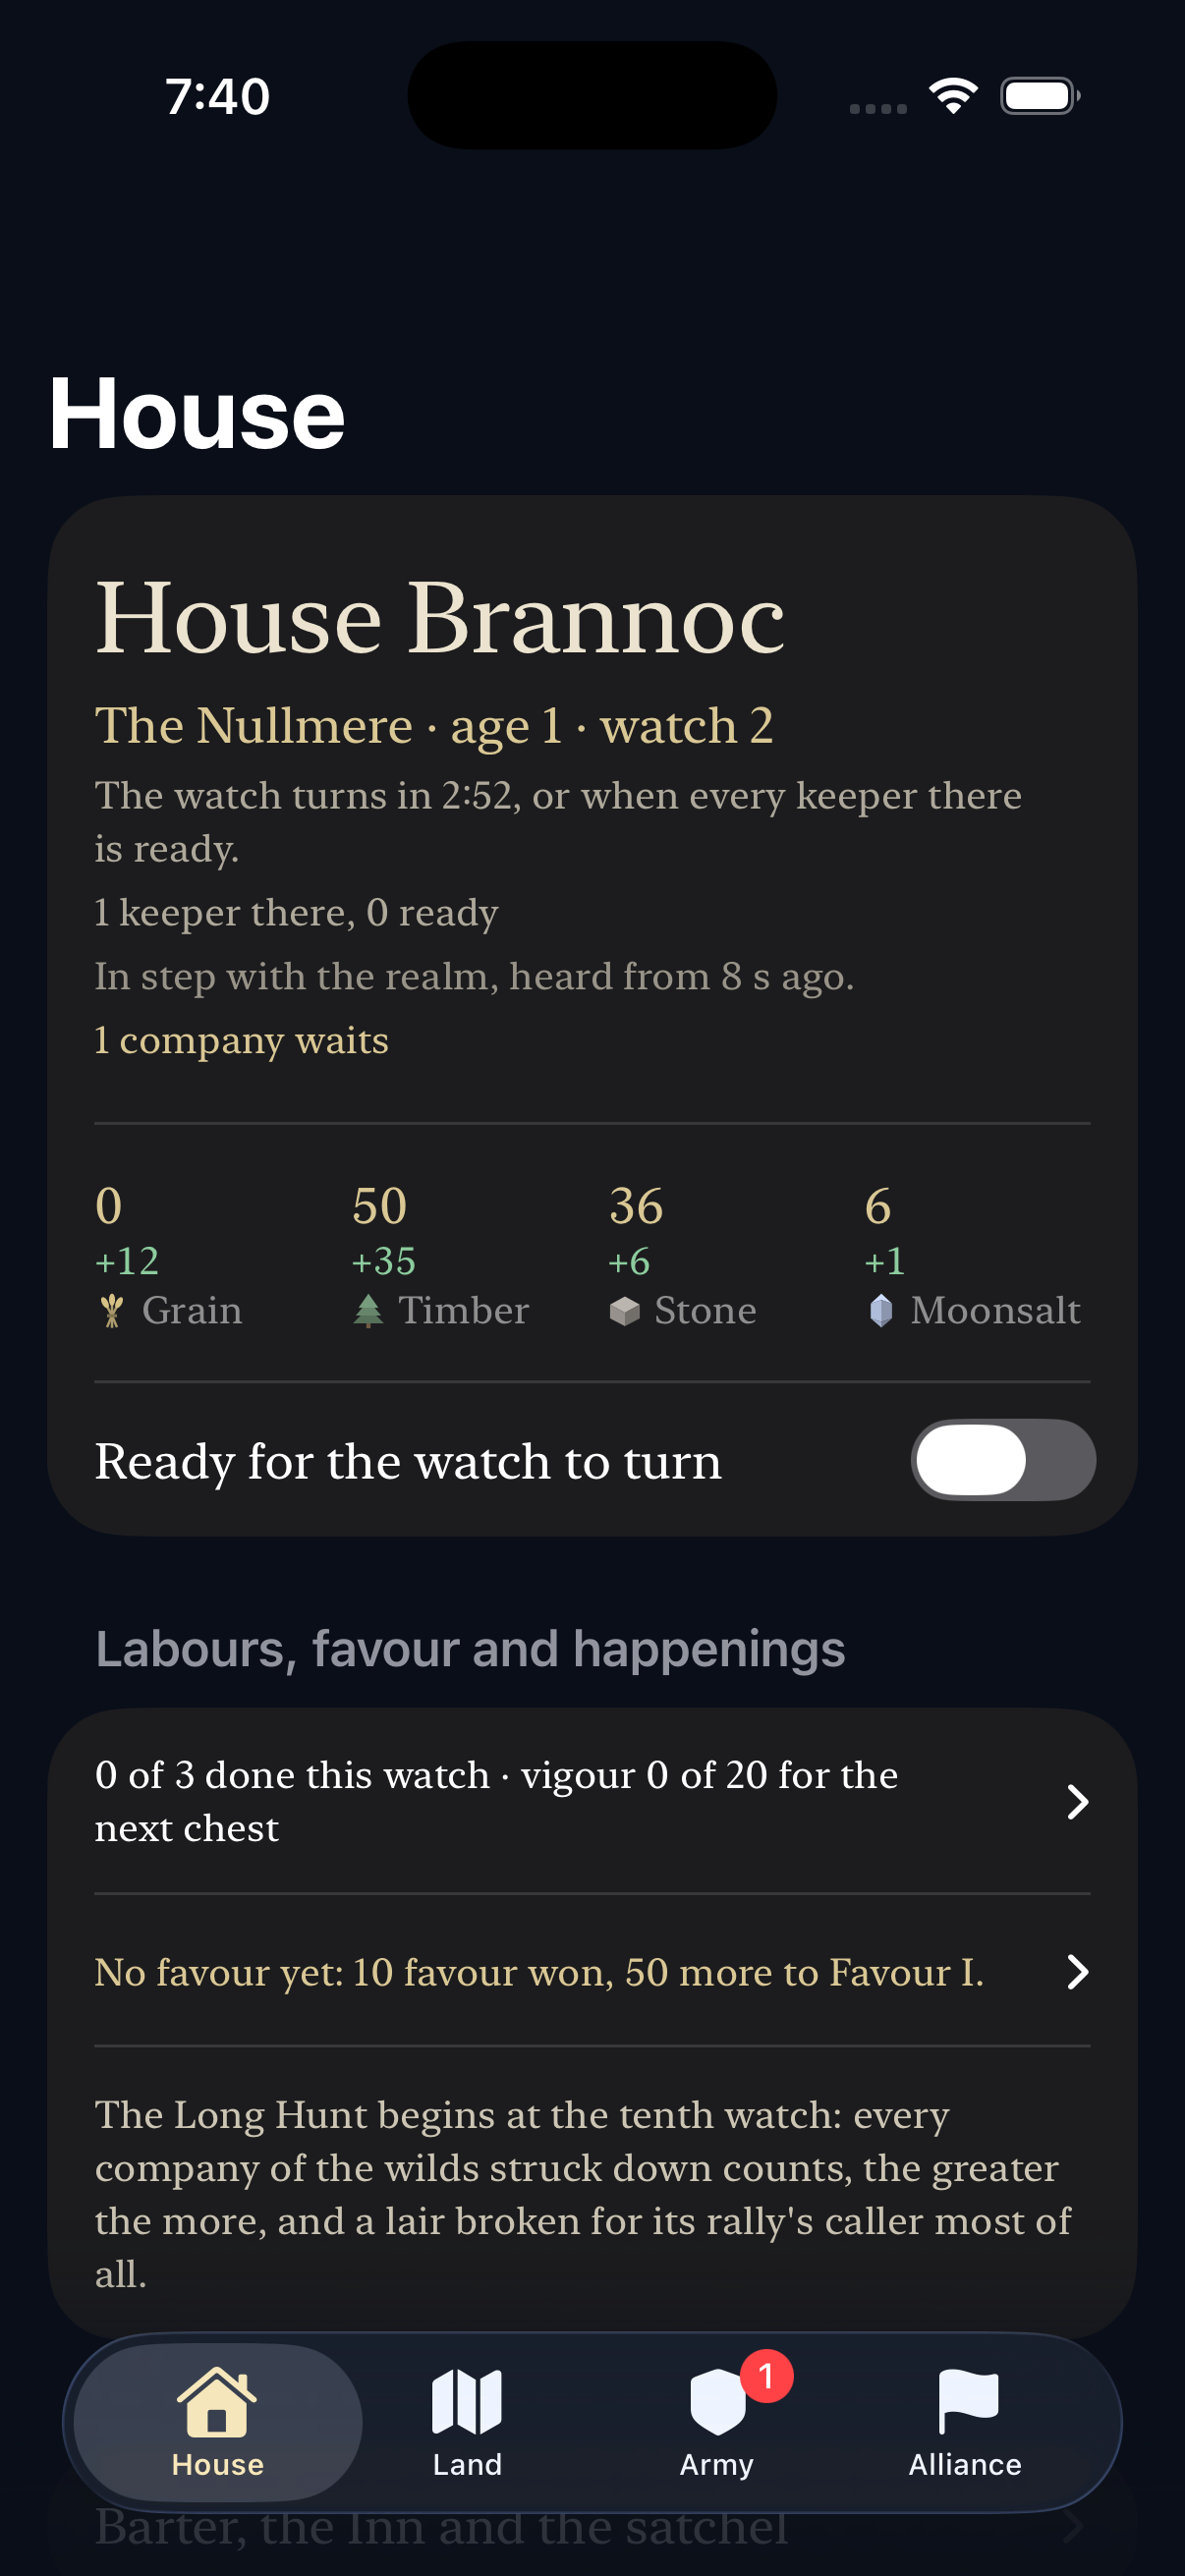 7:40
House
House Brannoc
The Nullmere · age 1 · watch 2
The watch turns in 2:52, or when every keeper there
is ready.
1 keeper there, 0 ready
In step with the realm, heard from 8 s ago.
1 company waits
0 50 36 6
+12 +35 +6 +1
Grain Timber Stone Moonsalt
Ready for the watch to turn
Labours, favour and happenings
0 of 3 done this watch · vigour 0 of 20 for the
next chest
No favour yet: 10 favour won, 50 more to Favour I.
The Long Hunt begins at the tenth watch: every
company of the wilds struck down counts, the greater
the more, and a lair broken for its rally's caller most of
all.
1
House Land Army Alliance
Barter, the Inn and the satchel